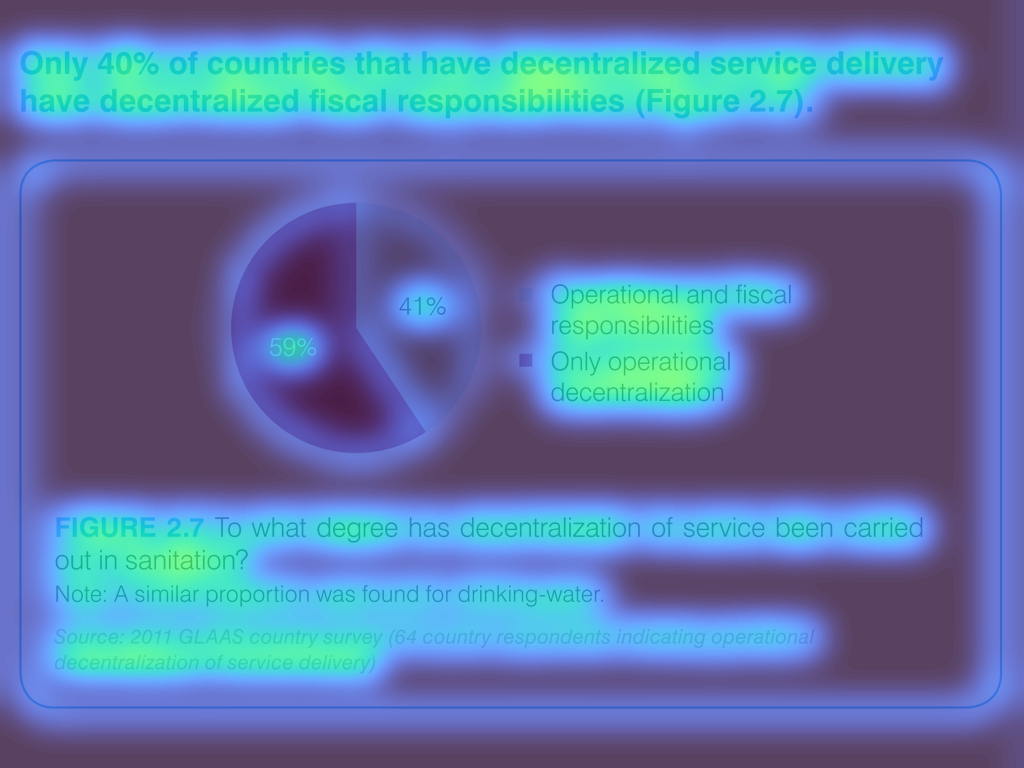 Only 40% of countries that have decentralized service delivery
have decentralized fiscal responsibilities (Figure 2.7).
41%
59%
Operational and fiscal
responsibilities
Only operational
decentralization
FIGURE 2.7 To what degree has decentralization of service been carried
out in sanitation?
Note: A similar proportion was found for drinking-water.
Source: 2011 GLAAS country survey (64 country respondents indicating operational
decentralization of service delivery)